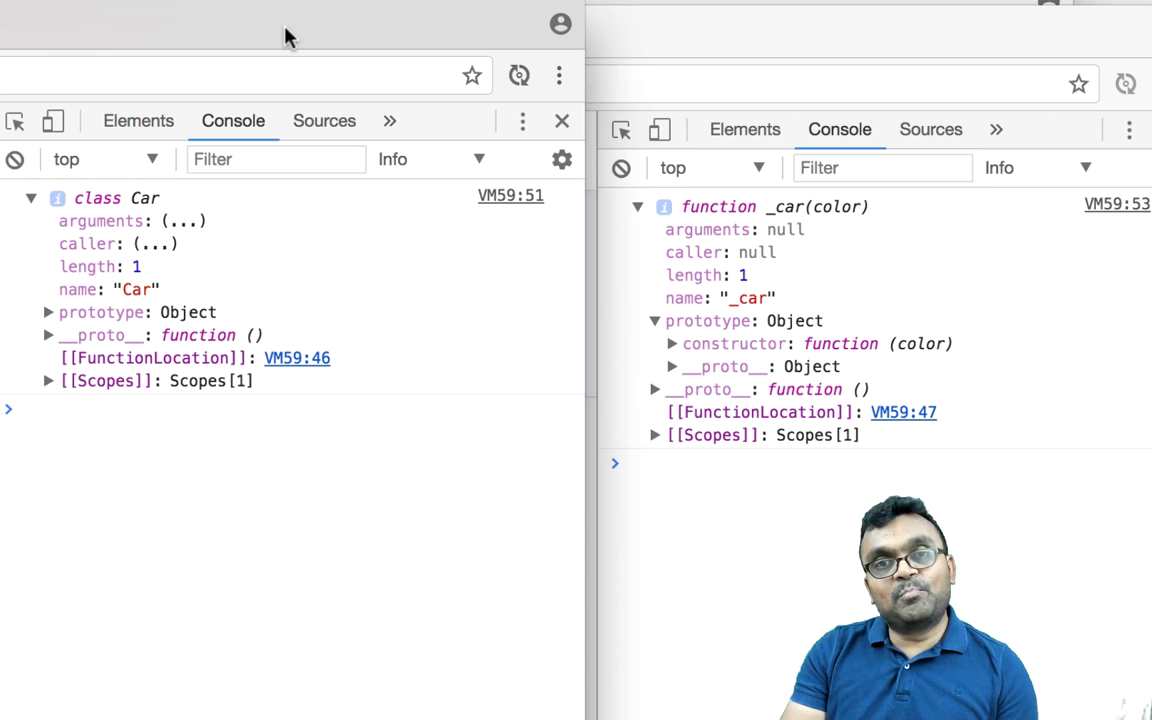 Elements Console Sources »
top Filter Info
class Car VM59:51
arguments: (...)
caller: (...)
length: 1
name: "Car"
prototype: Object
__proto__: function ()
[[FunctionLocation]]: VM59:46
[[Scopes]]: Scopes[1]
Elements Console Sources »
top Filter Info
function _car(color) VM59:53
arguments: null
caller: null
length: 1
name: "_car"
prototype: Object
constructor: function (color)
__proto__: Object
__proto__: function ()
[[FunctionLocation]]: VM59:47
[[Scopes]]: Scopes[1]